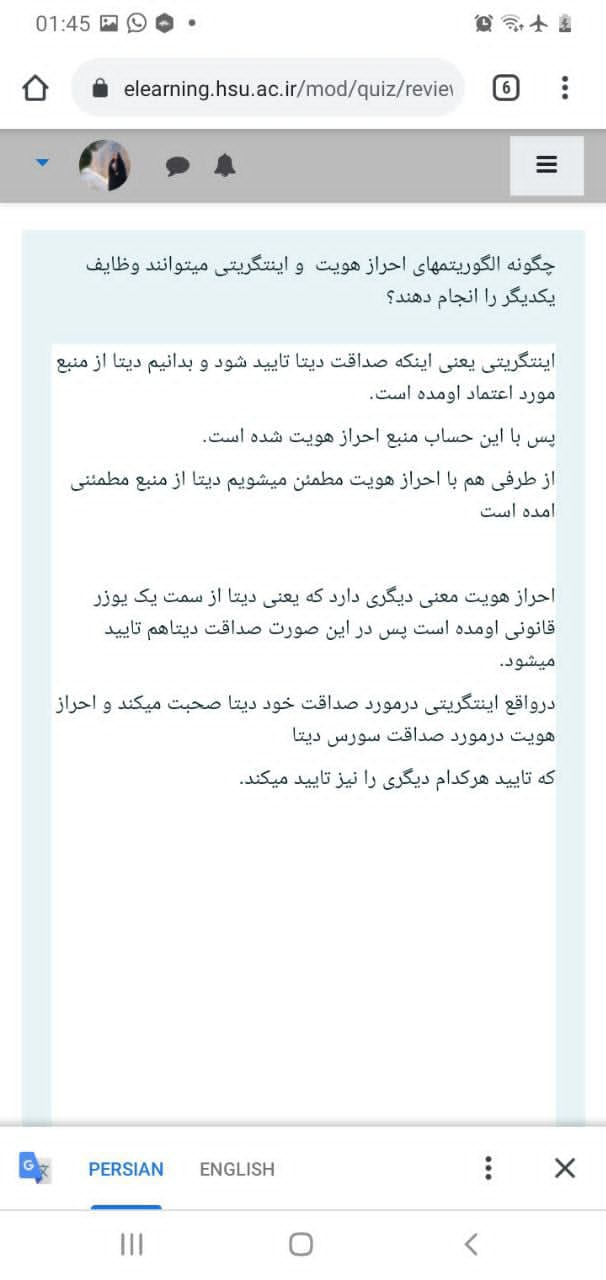 01:45
elearning.hsu.ac.ir/mod/quiz/review
6
چگونه الگوریتمهای احراز هویت و اینتگریتی میتوانند وظایف
یکدیگر را انجام دهند؟
اینتگریتی یعنی اینکه صداقت دیتا تایید شود و بدانیم دیتا از منبع
مورد اعتماد اومده است.
پس با این حساب منبع احراز هویت شده است.
از طرفی هم با احراز هویت مطمئن میشویم دیتا از منبع مطمئنی
امده است
احراز هویت معنی دیگری دارد که یعنی دیتا از سمت یک یوزر
قانونی اومده است پس در این صورت صداقت دیتاهم تایید
میشود.
درواقع اینتگریتی درمورد صداقت خود دیتا صحبت میکند و احراز
هویت درمورد صداقت سورس دیتا
که تایید هرکدام دیگری را نیز تایید میکند.
PERSIAN
ENGLISH